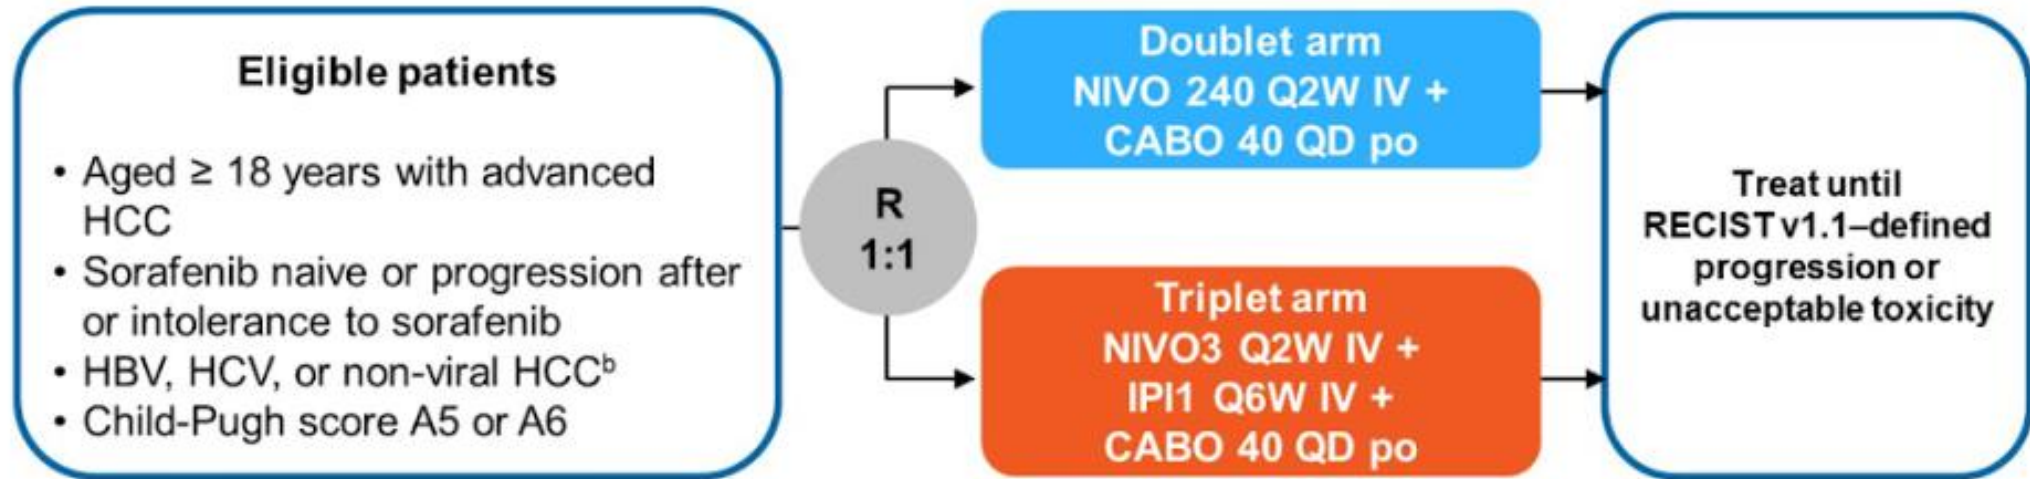 Eligible patients
• Aged ≥ 18 years with advanced
HCC
• Sorafenib naive or progression after
or intolerance to sorafenib
• HBV, HCV, or non-viral HCCᵇ
• Child-Pugh score A5 or A6
R
1:1
Doublet arm
NIVO 240 Q2W IV +
CABO 40 QD po
Triplet arm
NIVO3 Q2W IV +
IPI1 Q6W IV +
CABO 40 QD po
Treat until
RECIST v1.1–defined
progression or
unacceptable toxicity